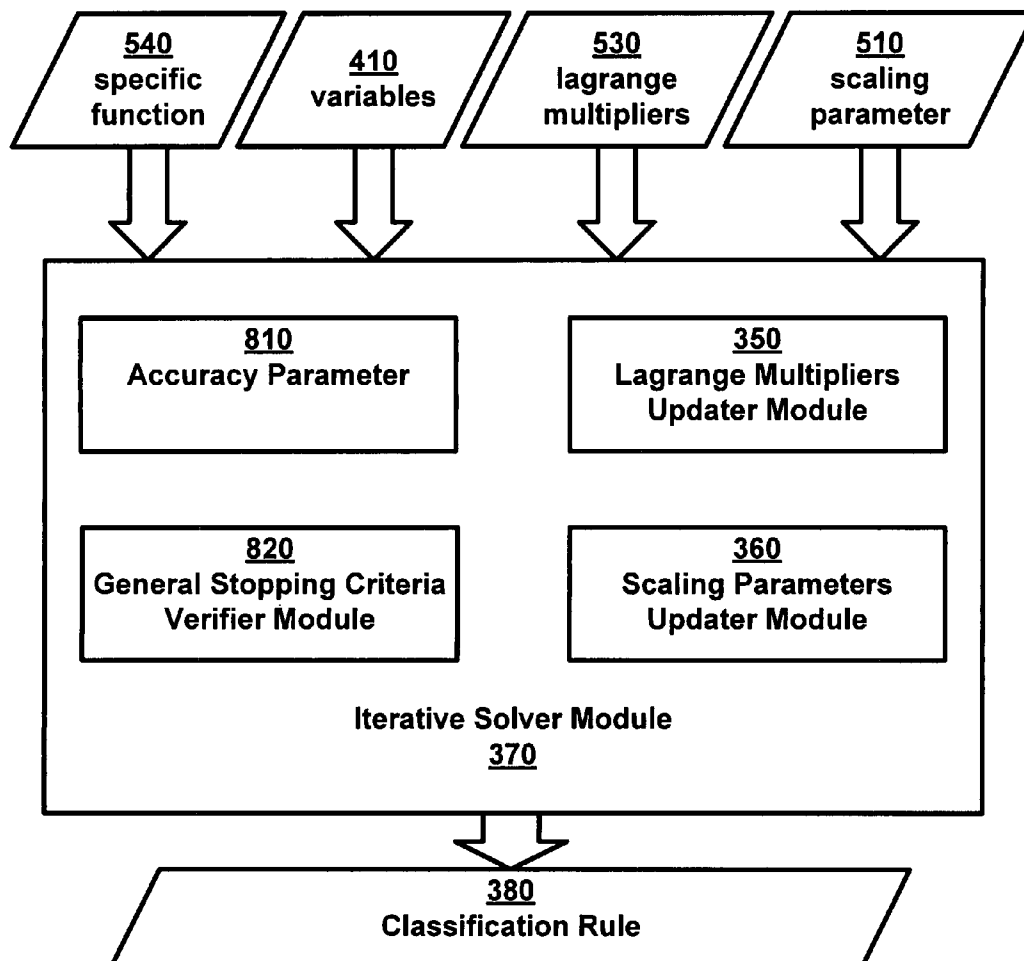 540
specific
function
410
variables
530
lagrange
multipliers
510
scaling
parameter
810
Accuracy Parameter
350
Lagrange Multipliers
Updater Module
820
General Stopping Criteria
Verifier Module
360
Scaling Parameters
Updater Module
Iterative Solver Module
370
380
Classification Rule